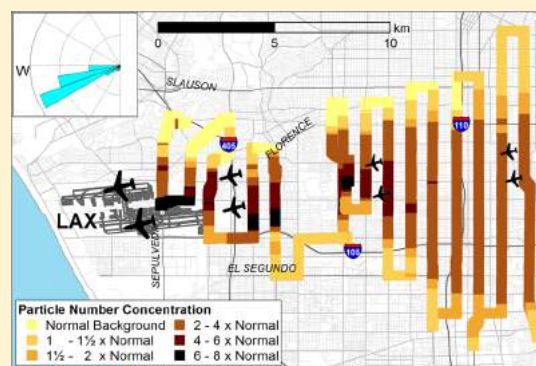 0 5 10
km
W
SLAUSON
FLORENCE
405
110
LAX
SEPULVEDA
105
EL SEGUNDO
Particle Number Concentration
Normal Background
1 - 1½ x Normal
1½ - 2 x Normal
2 - 4 x Normal
4 - 6 x Normal
6 - 8 x Normal